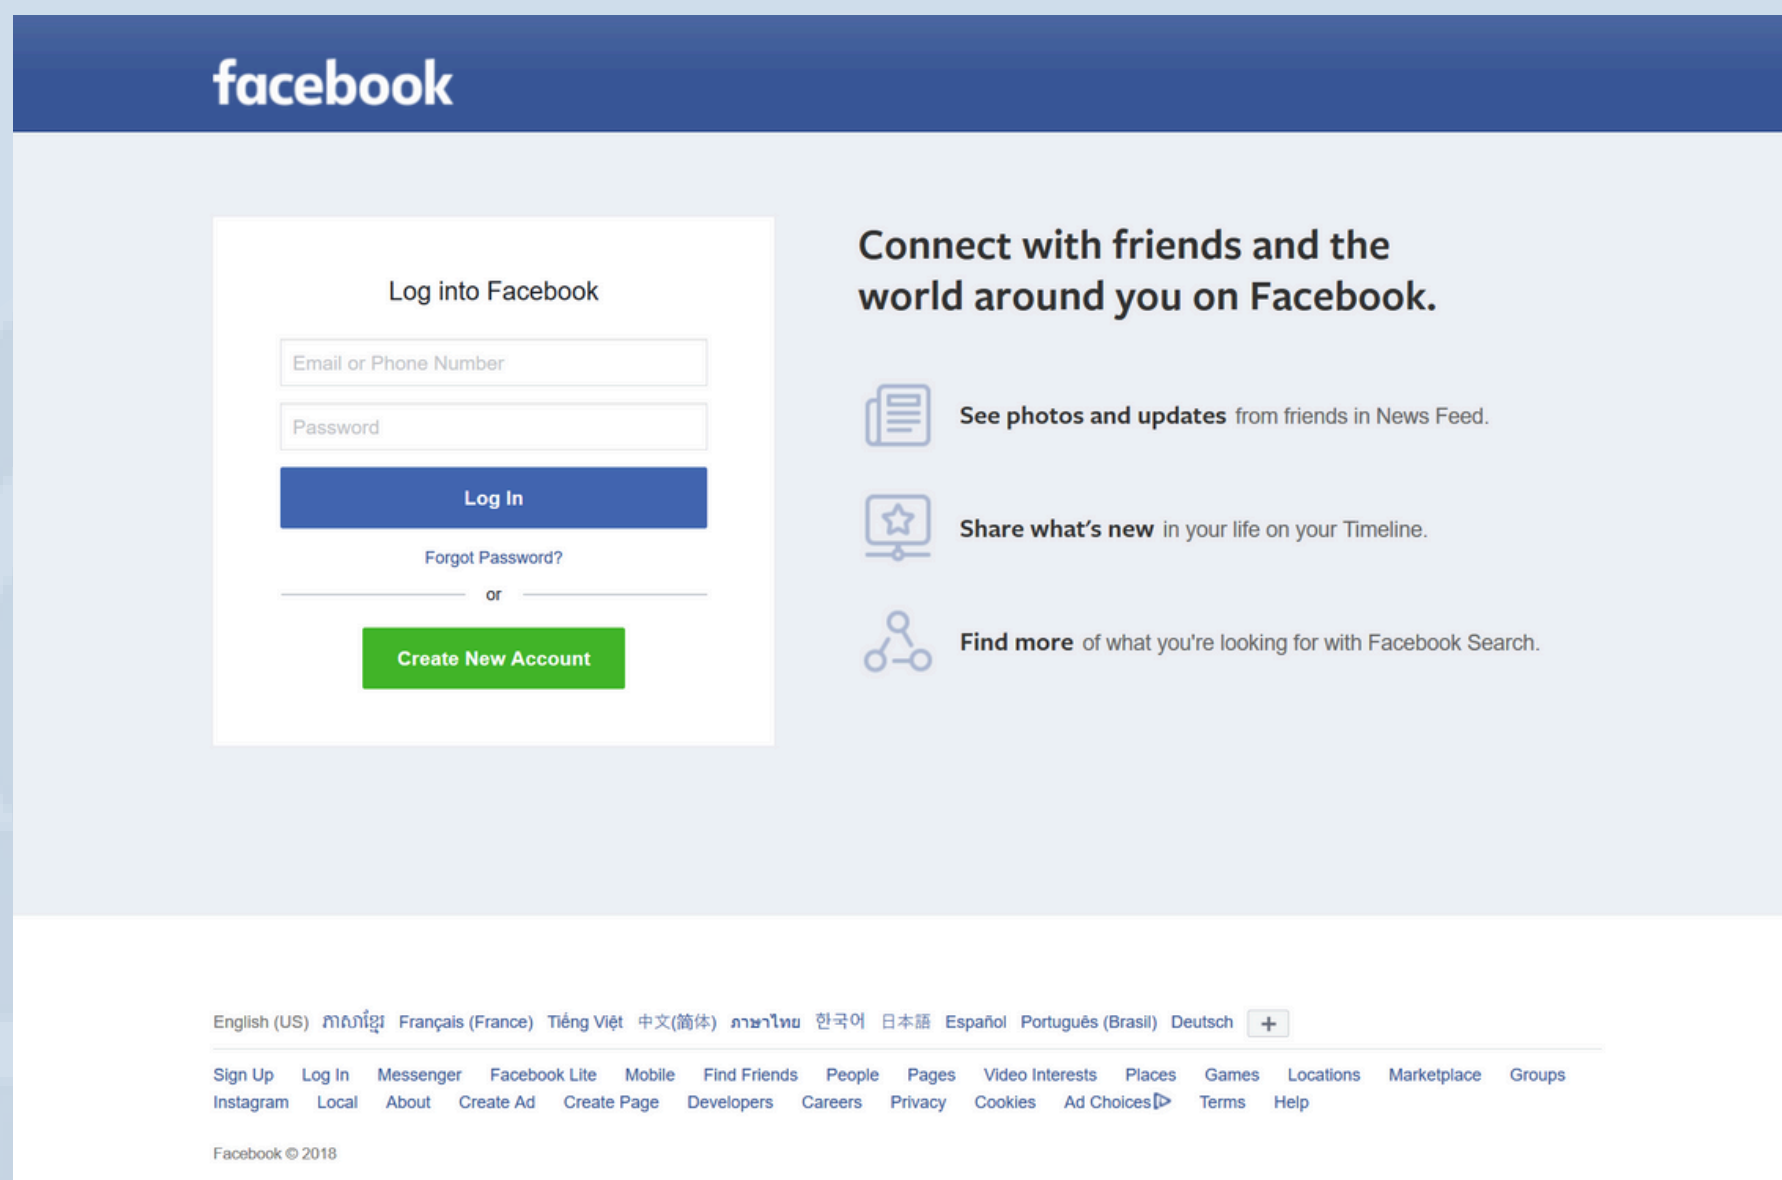 facebook
Log into Facebook
Email or Phone Number
Password
Log In
Forgot Password?
or
Create New Account
Connect with friends and the
world around you on Facebook.
See photos and updates from friends in News Feed.
Share what's new in your life on your Timeline.
Find more of what you're looking for with Facebook Search.
English (US) ភាសាខ្មែរ Français (France) Tiếng Việt 中文(简体) ภาษาไทย 한국어 日本語 Español Português (Brasil) Deutsch +
Sign Up Log In Messenger Facebook Lite Mobile Find Friends People Pages Video Interests Places Games Locations Marketplace Groups
Instagram Local About Create Ad Create Page Developers Careers Privacy Cookies Ad Choices Terms Help
Facebook © 2018